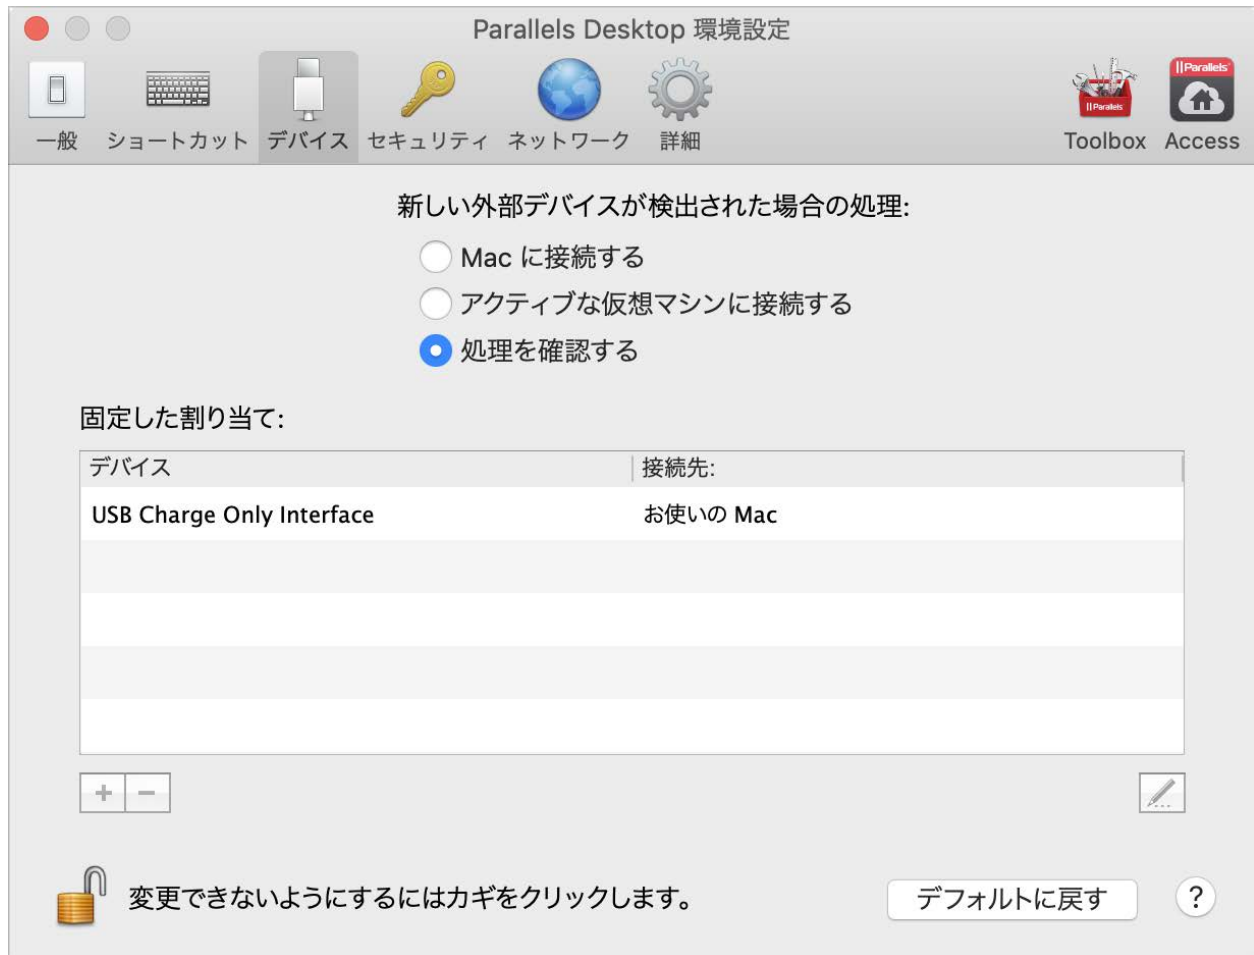 Parallels Desktop 環境設定
||Parallels
||Parallels®
一般 ショートカット デバイス セキュリティ ネットワーク 詳細 Toolbox Access
新しい外部デバイスが検出された場合の処理:
Mac に接続する
アクティブな仮想マシンに接続する
処理を確認する
固定した割り当て:
デバイス 接続先:
USB Charge Only Interface お使いの Mac
+ −
変更できないようにするにはカギをクリックします。 デフォルトに戻す ?